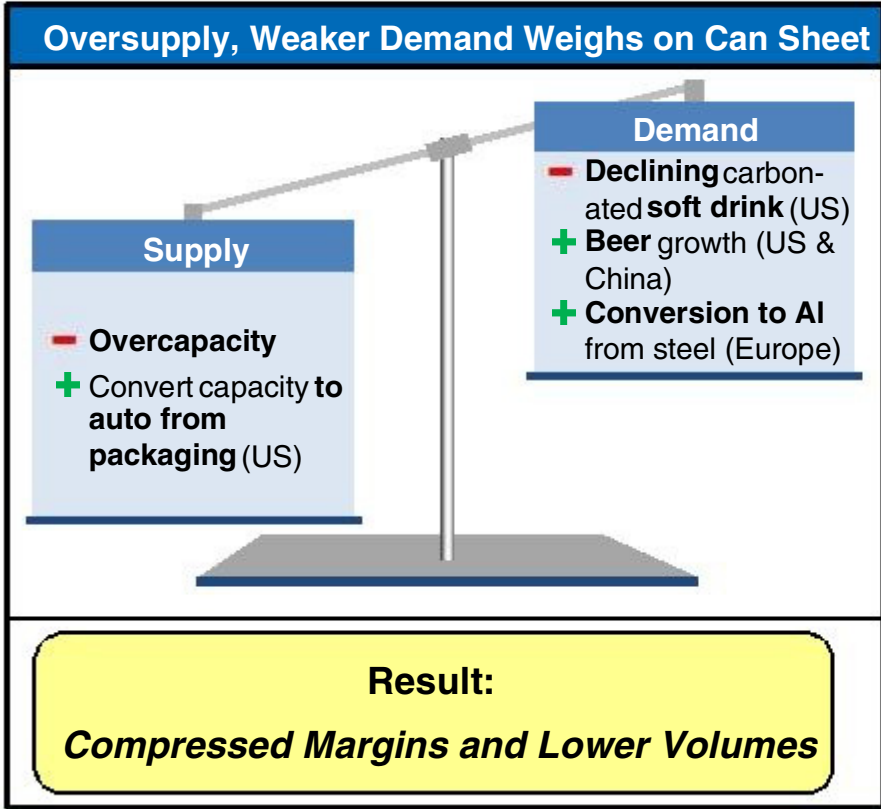 Oversupply, Weaker Demand Weighs on Can Sheet
Supply
− Overcapacity
+ Convert capacity to
auto from
packaging (US)
Demand
− Declining carbon-
ated soft drink (US)
+ Beer growth (US &
China)
+ Conversion to Al
from steel (Europe)
Result:
Compressed Margins and Lower Volumes